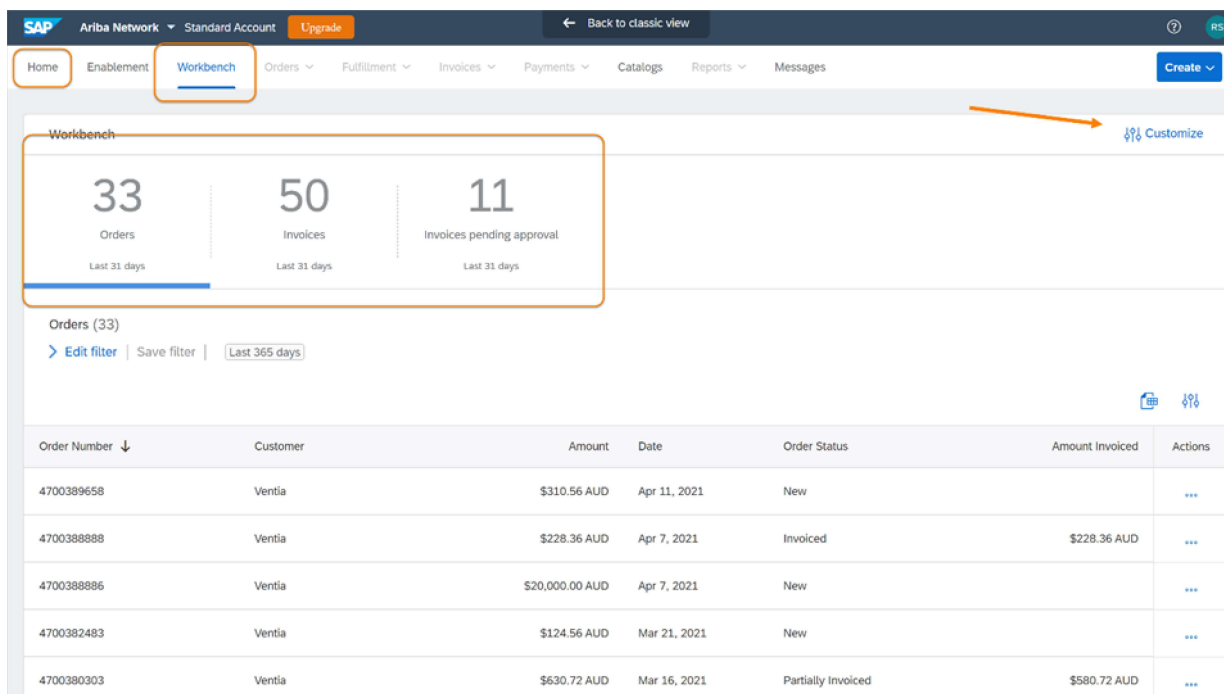 SAP Ariba Network Standard Account Upgrade ← Back to classic view ? RS
Home Enablement Workbench Orders Fulfillment Invoices Payments Catalogs Reports Messages Create
Workbench Customize
33 50 11
Orders Invoices Invoices pending approval
Last 31 days Last 31 days Last 31 days
Orders (33)
> Edit filter | Save filter | Last 365 days
Order Number ↓ Customer Amount Date Order Status Amount Invoiced Actions
4700389658 Ventia $310.56 AUD Apr 11, 2021 New ...
4700388888 Ventia $228.36 AUD Apr 7, 2021 Invoiced $228.36 AUD ...
4700388886 Ventia $20,000.00 AUD Apr 7, 2021 New ...
4700382483 Ventia $124.56 AUD Mar 21, 2021 New ...
4700380303 Ventia $630.72 AUD Mar 16, 2021 Partially Invoiced $580.72 AUD ...